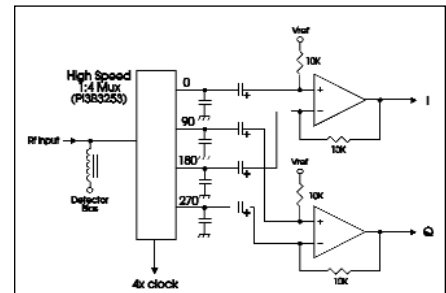 High Speed
1:4 Mux
(PI3B3253)
0
90
180
270
Rf Input
Detector
Bias
4x clock
Vref
10K
+
−
10K
I
Vref
10K
+
−
10K
Q